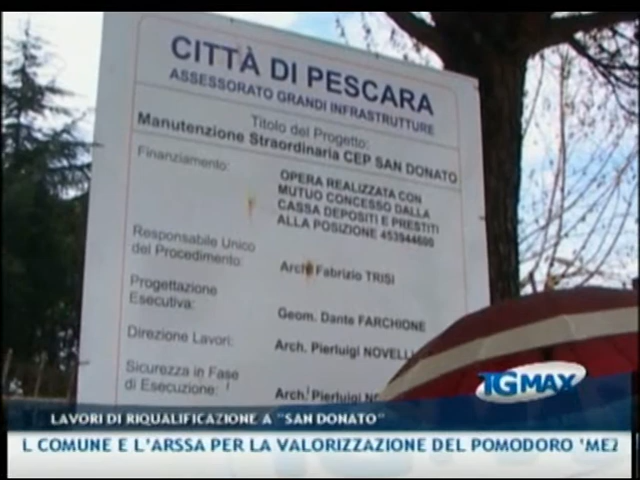 CITTÀ DI PESCARA
ASSESSORATO GRANDI INFRASTRUTTURE
Titolo del Progetto:
Manutenzione Straordinaria CEP SAN DONATO
Finanziamento:
OPERA REALIZZATA CON
MUTUO CONCESSO DALLA
CASSA DEPOSITI E PRESTITI
ALLA POSIZIONE 453944600
Responsabile Unico
del Procedimento:
Arch. Fabrizio TRISI
Progettazione
Esecutiva:
Geom. Dante FARCHIONE
Direzione Lavori:
Arch. Pierluigi NOVELLI
Sicurezza in Fase
di Esecuzione:
Arch. Pierluigi NO
TGMAX
LAVORI DI RIQUALIFICAZIONE A "SAN DONATO"
L COMUNE E L'ARSSA PER LA VALORIZZAZIONE DEL POMODORO 'MEZ